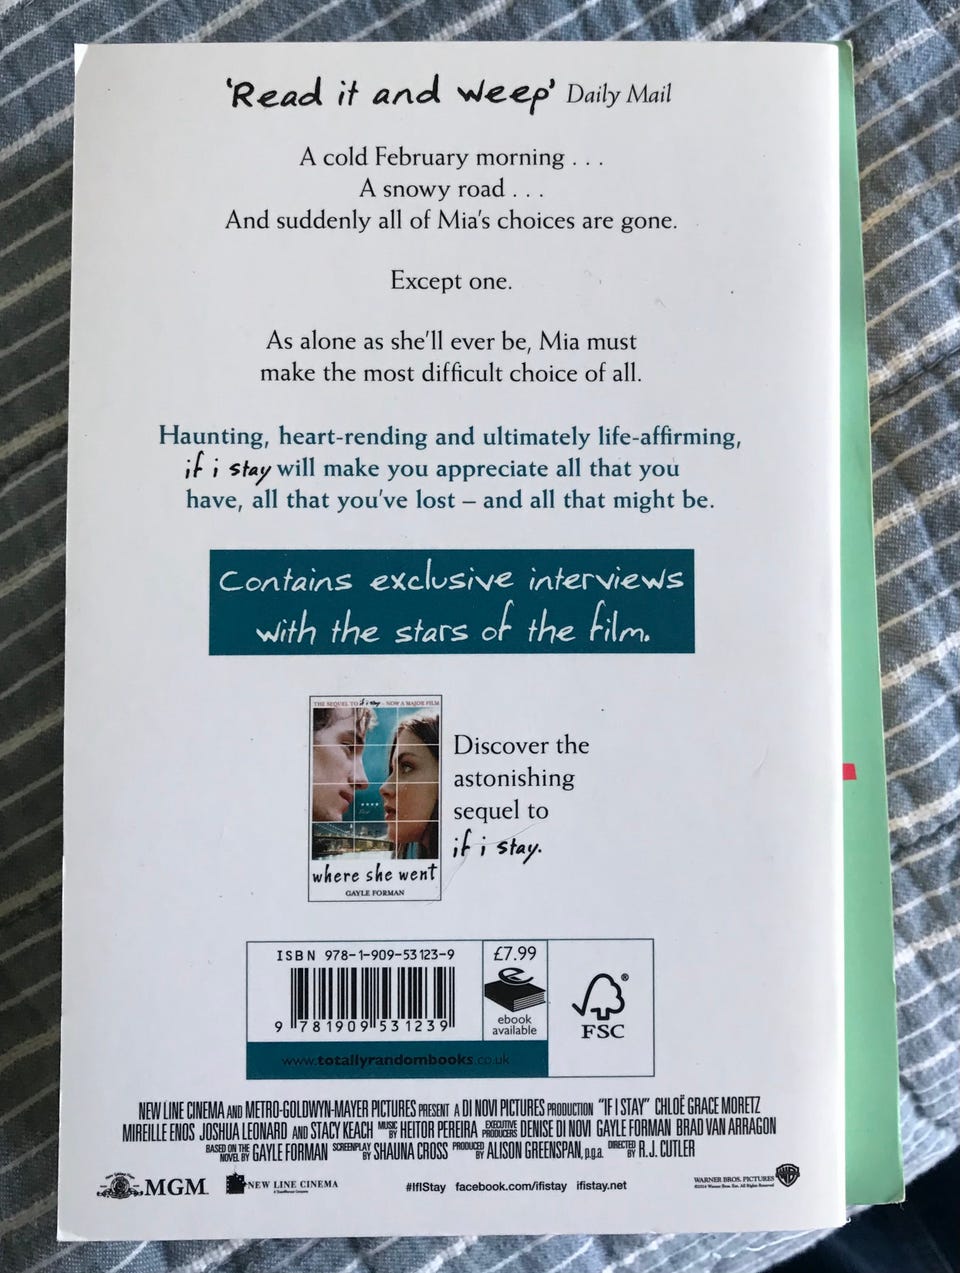 'Read it and weep' Daily Mail
A cold February morning . . .
A snowy road . . .
And suddenly all of Mia's choices are gone.
Except one.
As alone as she'll ever be, Mia must
make the most difficult choice of all.
Haunting, heart-rending and ultimately life-affirming,
if i stay will make you appreciate all that you
have, all that you've lost – and all that might be.
Contains exclusive interviews
with the stars of the film.
THE SEQUEL TO if i stay – NOW A MAJOR FILM
where she went
GAYLE FORMAN
Discover the
astonishing
sequel to
if i stay.
ISBN 978-1-909-53123-9
9 781909 531239
£7.99
e
ebook
available
®
FSC
www.totallyrandombooks.co.uk
NEW LINE CINEMA AND METRO-GOLDWYN-MAYER PICTURES PRESENT A DI NOVI PICTURES PRODUCTION "IF I STAY" CHLOË GRACE MORETZ
MIREILLE ENOS JOSHUA LEONARD AND STACY KEACH MUSIC BY HEITOR PEREIRA EXECUTIVE PRODUCERS DENISE DI NOVI GAYLE FORMAN BRAD VAN ARRAGON
BASED ON THE NOVEL BY GAYLE FORMAN SCREENPLAY BY SHAUNA CROSS PRODUCED BY ALISON GREENSPAN, p.g.a. DIRECTED BY R.J. CUTLER
MGM
NEW LINE CINEMA
#IfIStay facebook.com/ifistay ifistay.net
WARNER BROS. PICTURES
WB